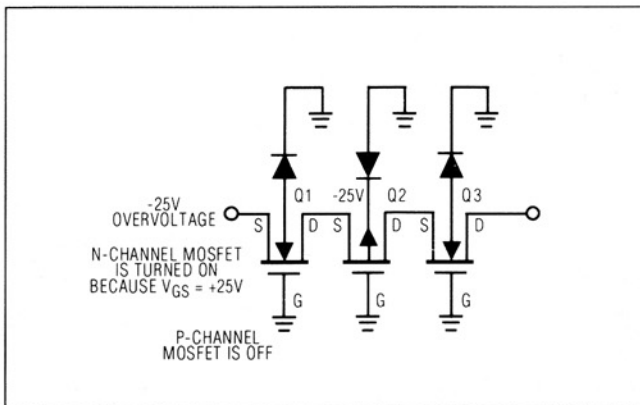 Q1
-25V
Q2
Q3
-25V
OVERVOLTAGE
S
D
S
D
S
D
N-CHANNEL MOSFET
IS TURNED ON
BECAUSE VGS = +25V
G
G
G
P-CHANNEL
MOSFET IS OFF